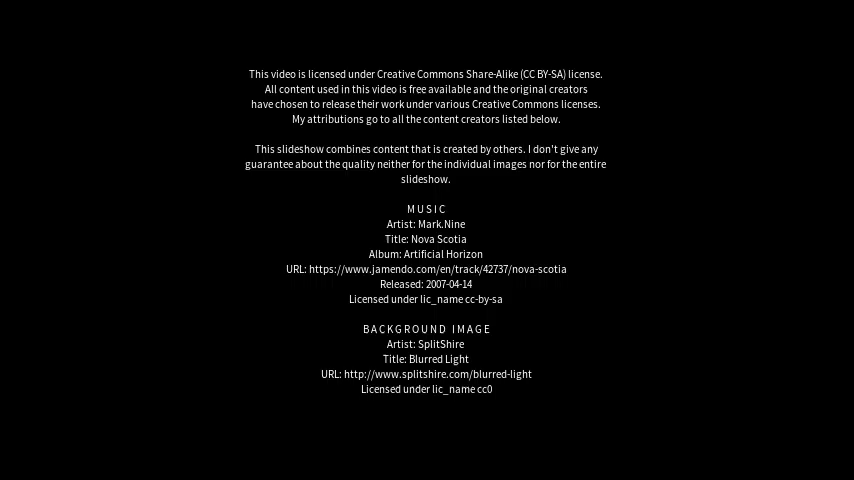 This video is licensed under Creative Commons Share-Alike (CC BY-SA) license.
All content used in this video is free available and the original creators
have chosen to release their work under various Creative Commons licenses.
My attributions go to all the content creators listed below.
This slideshow combines content that is created by others. I don't give any
guarantee about the quality neither for the individual images nor for the entire
slideshow.
MUSIC
Artist: Mark.Nine
Title: Nova Scotia
Album: Artificial Horizon
URL: https://www.jamendo.com/en/track/42737/nova-scotia
Released: 2007-04-14
Licensed under lic_name cc-by-sa
BACKGROUND IMAGE
Artist: SplitShire
Title: Blurred Light
URL: http://www.splitshire.com/blurred-light
Licensed under lic_name cc0